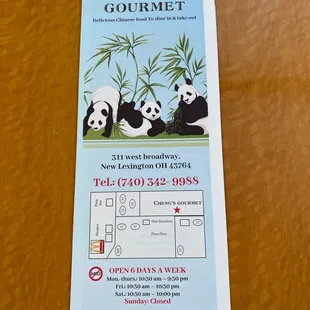 GOURMET
Delicious Chinese food To dine in & take out
311 west broadway,
New Lexington OH 43764
Tel.: (740) 342-9988
CHENG'S GOURMET
West Broadway
OPEN 6 DAYS A WEEK
Mon.-thurs.: 10:30 am – 9:30 pm
Fri.: 10:30 am – 10:30 pm
Sat.: 10:30 am – 10:00 pm
Sunday: Closed